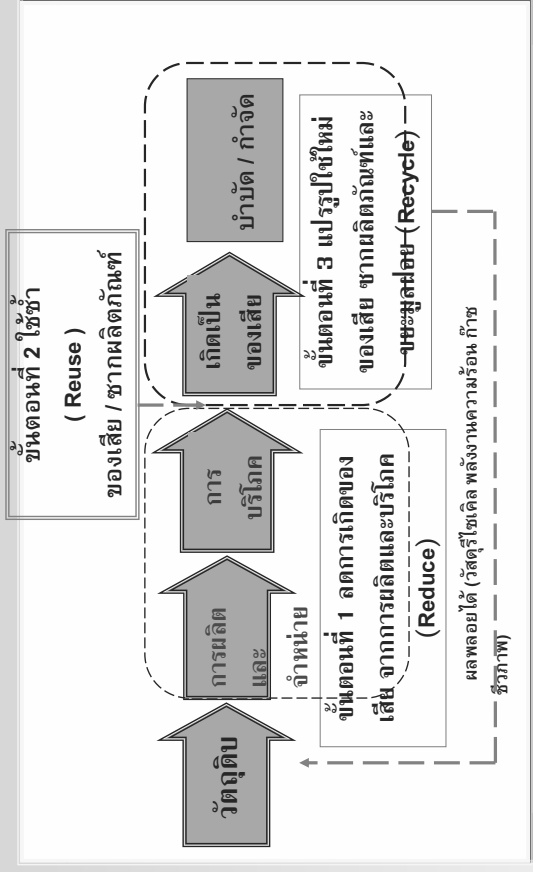 ขั้นตอนที่ 2 ใช้ซ้ำ
( Reuse )
ของเสีย / ซากผลิตภัณฑ์
วัตถุดิบ
การผลิต
และ
จำหน่าย
การ
บริโภค
เกิดเป็น
ของเสีย
บำบัด / กำจัด
ขั้นตอนที่ 1 ลดการเกิดของ
เสีย จากการผลิตและบริโภค
(Reduce)
ขั้นตอนที่ 3 แปรรูปใช้ใหม่
ของเสีย ซากผลิตภัณฑ์และ
ขยะมูลฝอย (Recycle)
ผลพลอยได้ (วัสดุรีไซเคิล พลังงานความร้อน ก๊าซ
ชีวภาพ)